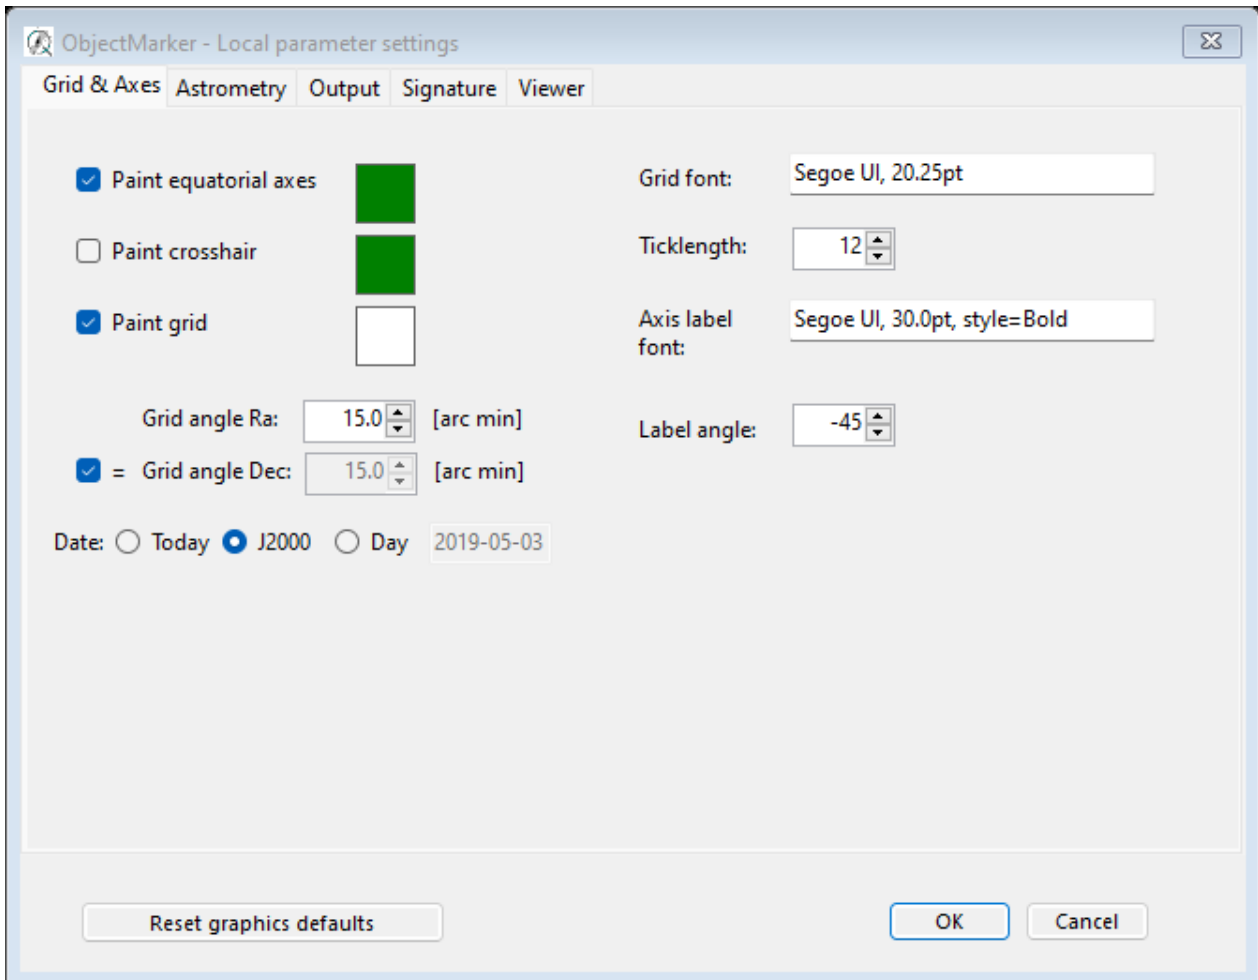 ObjectMarker - Local parameter settings
Grid & Axes Astrometry Output Signature Viewer
Paint equatorial axes
Paint crosshair
Paint grid
Grid angle Ra: 15.0 [arc min]
= Grid angle Dec: 15.0 [arc min]
Date: Today J2000 Day 2019-05-03
Grid font: Segoe UI, 20.25pt
Ticklength: 12
Axis label
font:
Segoe UI, 30.0pt, style=Bold
Label angle: -45
Reset graphics defaults OK Cancel